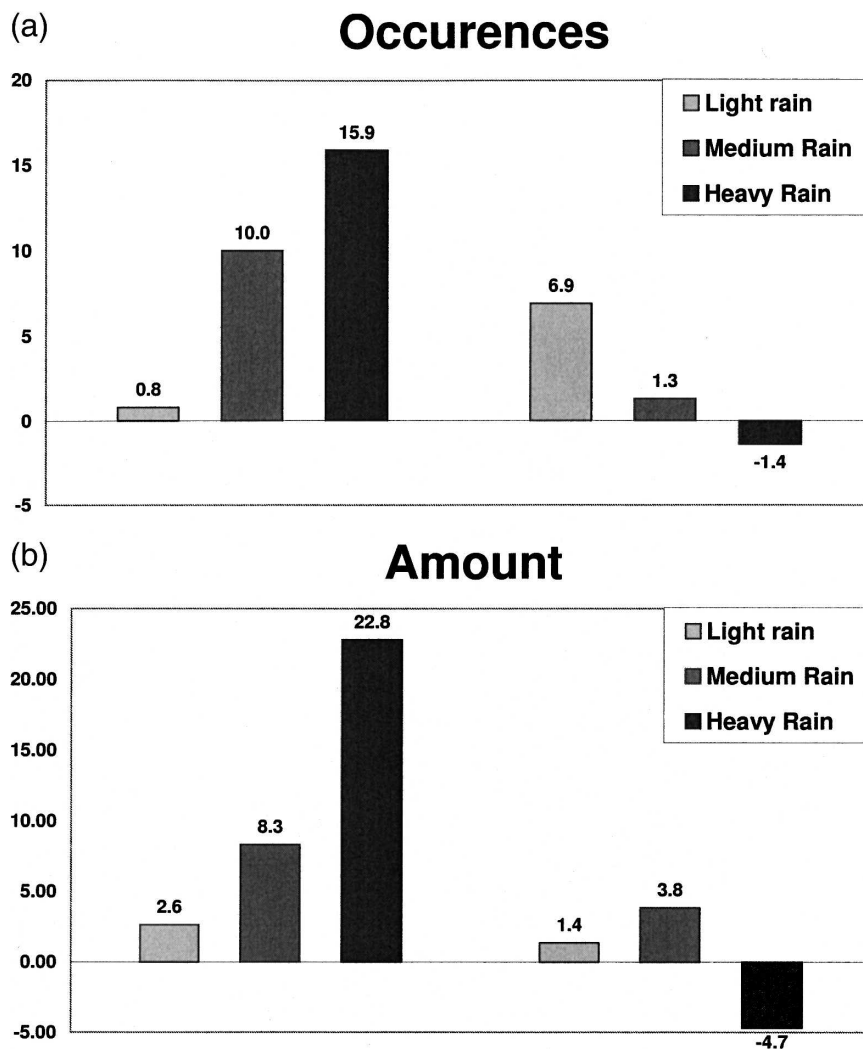 (a)
Occurences
20
15
10
5
0
-5
Light rain
Medium Rain
Heavy Rain
0.8
10.0
15.9
6.9
1.3
-1.4
(b)
Amount
25.00
20.00
15.00
10.00
5.00
0.00
-5.00
Light rain
Medium Rain
Heavy Rain
2.6
8.3
22.8
1.4
3.8
-4.7